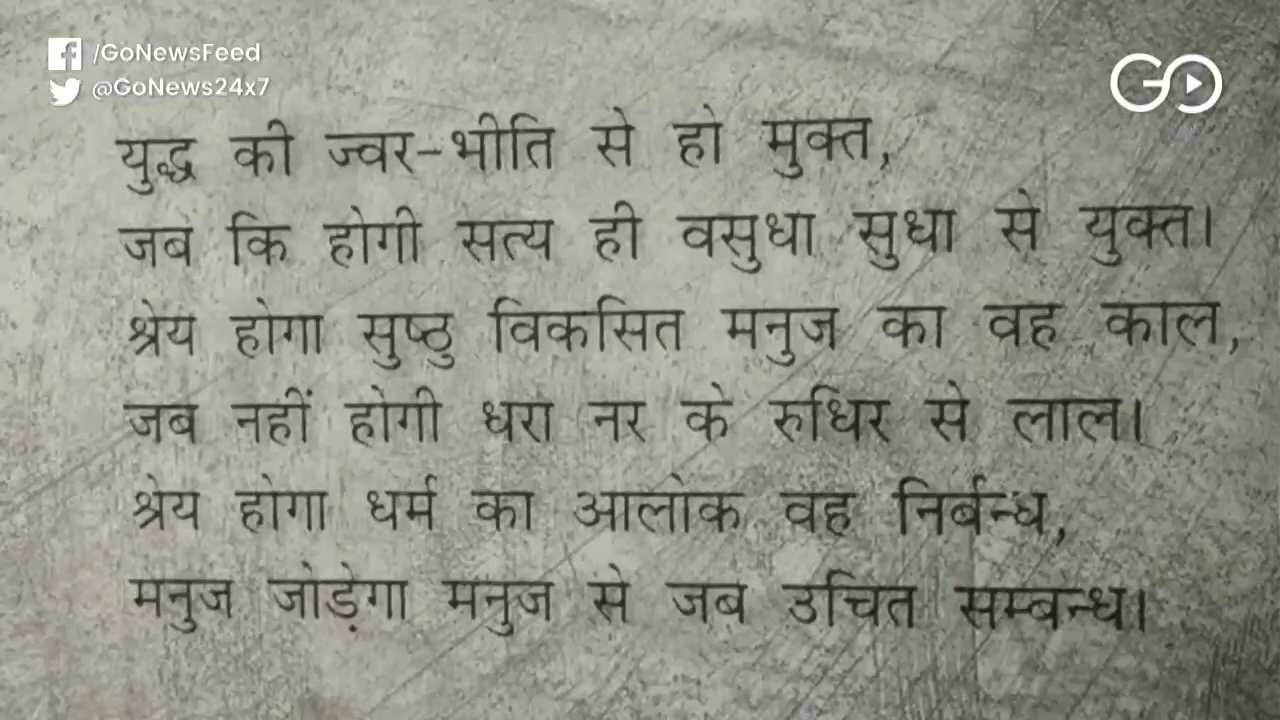 /GoNewsFeed
@GoNews24x7
GO
युद्ध की ज्वर-भीति से हो मुक्त,
जब कि होगी सत्य ही वसुधा सुधा से युक्त।
श्रेय होगा सुष्ठु विकसित मनुज का वह काल,
जब नहीं होगी धरा नर के रुधिर से लाल।
श्रेय होगा धर्म का आलोक वह निर्बन्ध,
मनुज जोड़ेगा मनुज से जब उचित सम्बन्ध।